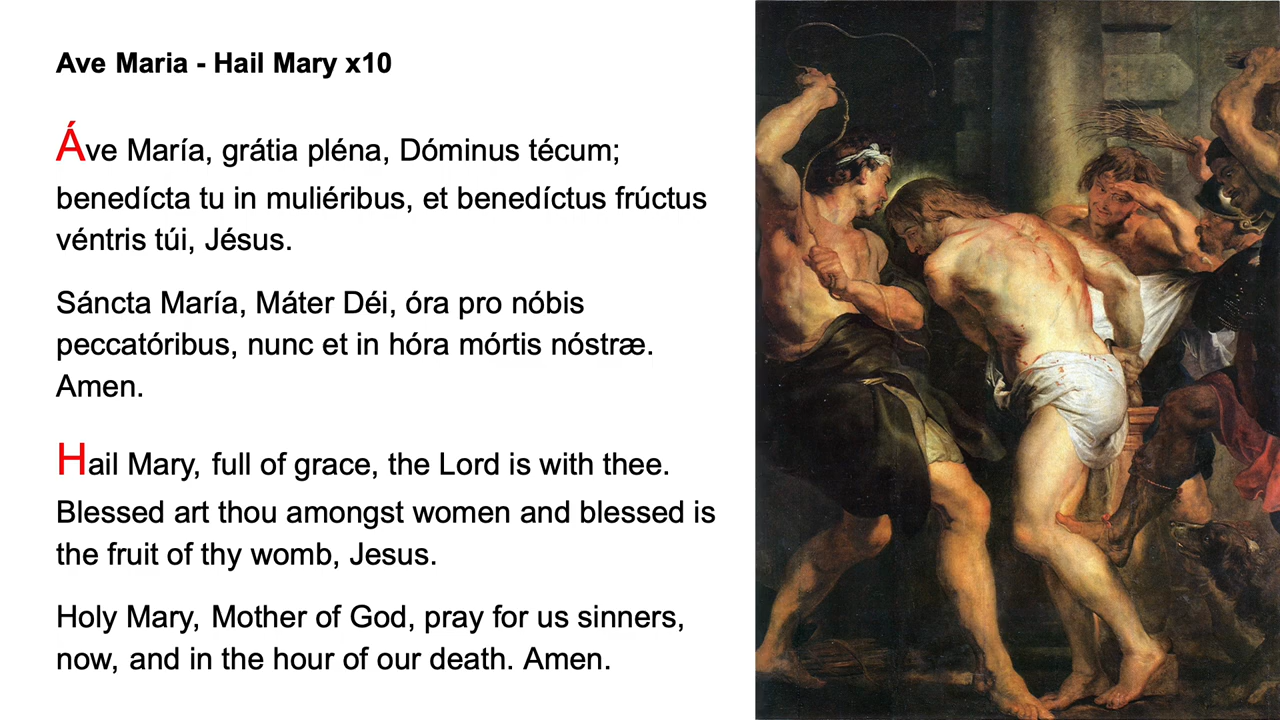 Ave Maria - Hail Mary x10
Áve María, grátia pléna, Dóminus técum;
benedícta tu in muliéribus, et benedíctus frúctus
véntris túi, Jésus.
Sáncta María, Máter Déi, óra pro nóbis
peccatóribus, nunc et in hóra mórtis nóstræ.
Amen.
Hail Mary, full of grace, the Lord is with thee.
Blessed art thou amongst women and blessed is
the fruit of thy womb, Jesus.
Holy Mary, Mother of God, pray for us sinners,
now, and in the hour of our death. Amen.